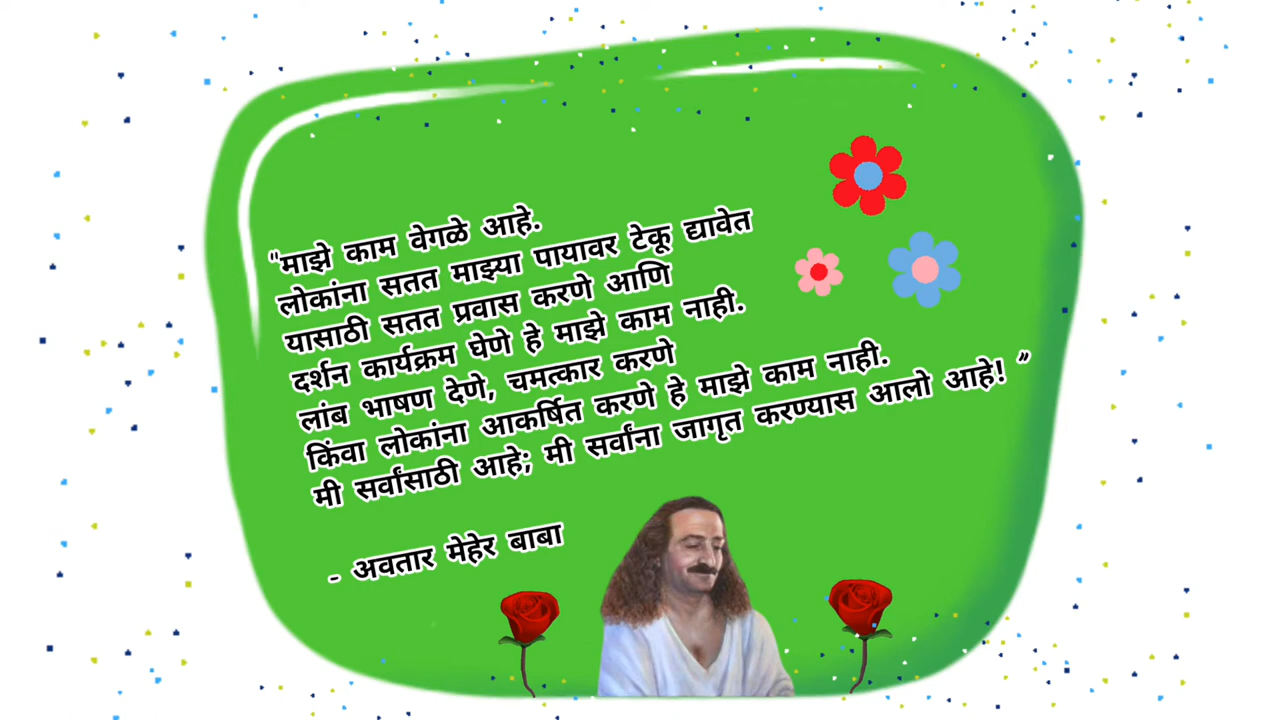 "माझे काम वेगळे आहे.
लोकांना सतत माझ्या पायावर टेकू द्यावेत
यासाठी सतत प्रवास करणे आणि
दर्शन कार्यक्रम घेणे हे माझे काम नाही.
लांब भाषण देणे, चमत्कार करणे
किंवा लोकांना आकर्षित करणे हे माझे काम नाही.
मी सर्वांसाठी आहे; मी सर्वांना जागृत करण्यास आलो आहे! ”
- अवतार मेहेर बाबा